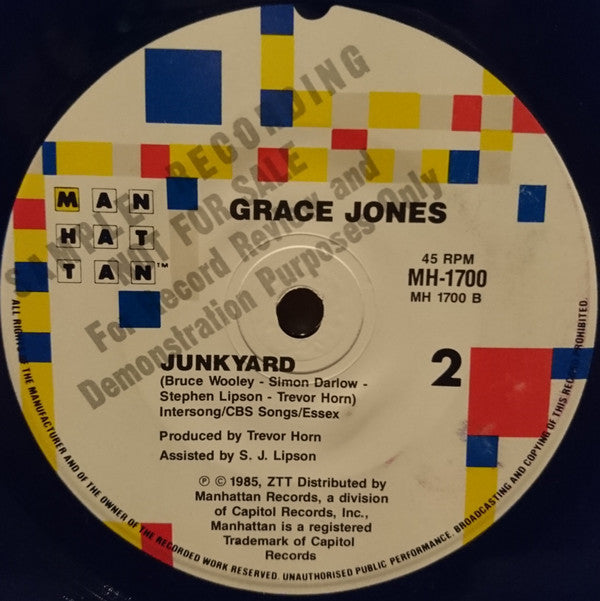 SAMPLE RECORDING
NOT FOR SALE
For Record Review and
Demonstration Purposes Only
MAN
HAT
TAN™
GRACE JONES
45 RPM
MH-1700
MH 1700 B
JUNKYARD
2
(Bruce Wooley - Simon Darlow -
Stephen Lipson - Trevor Horn)
Intersong/CBS Songs/Essex
Produced by Trevor Horn
Assisted by S. J. Lipson
℗ © 1985, ZTT Distributed by
Manhattan Records, a division
of Capitol Records, Inc.,
Manhattan is a registered
Trademark of Capitol
Records
ALL RIGHTS OF THE MANUFACTURER AND OF THE OWNER OF THE RECORDED WORK RESERVED. UNAUTHORISED PUBLIC PERFORMANCE, BROADCASTING AND COPYING OF THIS RECORD PROHIBITED.